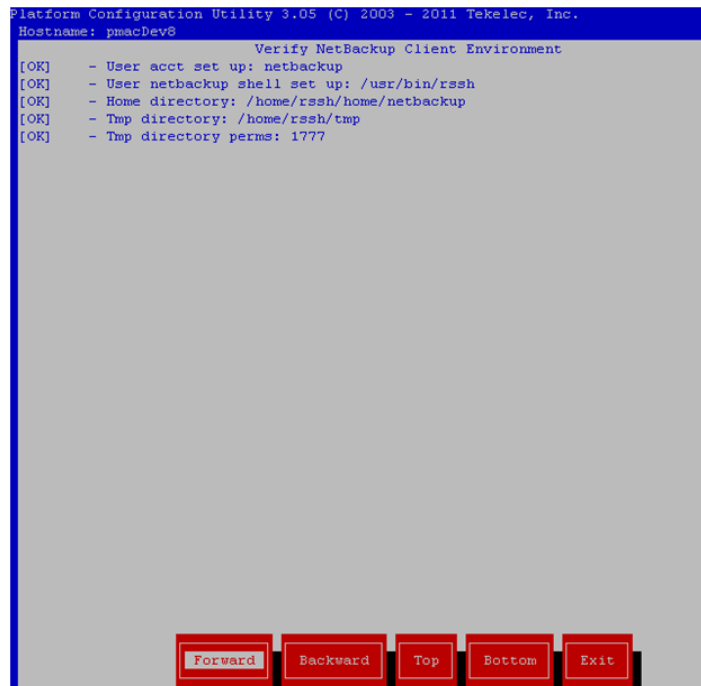 Platform Configuration Utility 3.05 (C) 2003 - 2011 Tekelec, Inc.
Hostname: pmacDev8
Verify NetBackup Client Environment
[OK] - User acct set up: netbackup
[OK] - User netbackup shell set up: /usr/bin/rssh
[OK] - Home directory: /home/rssh/home/netbackup
[OK] - Tmp directory: /home/rssh/tmp
[OK] - Tmp directory perms: 1777
Forward Backward Top Bottom Exit